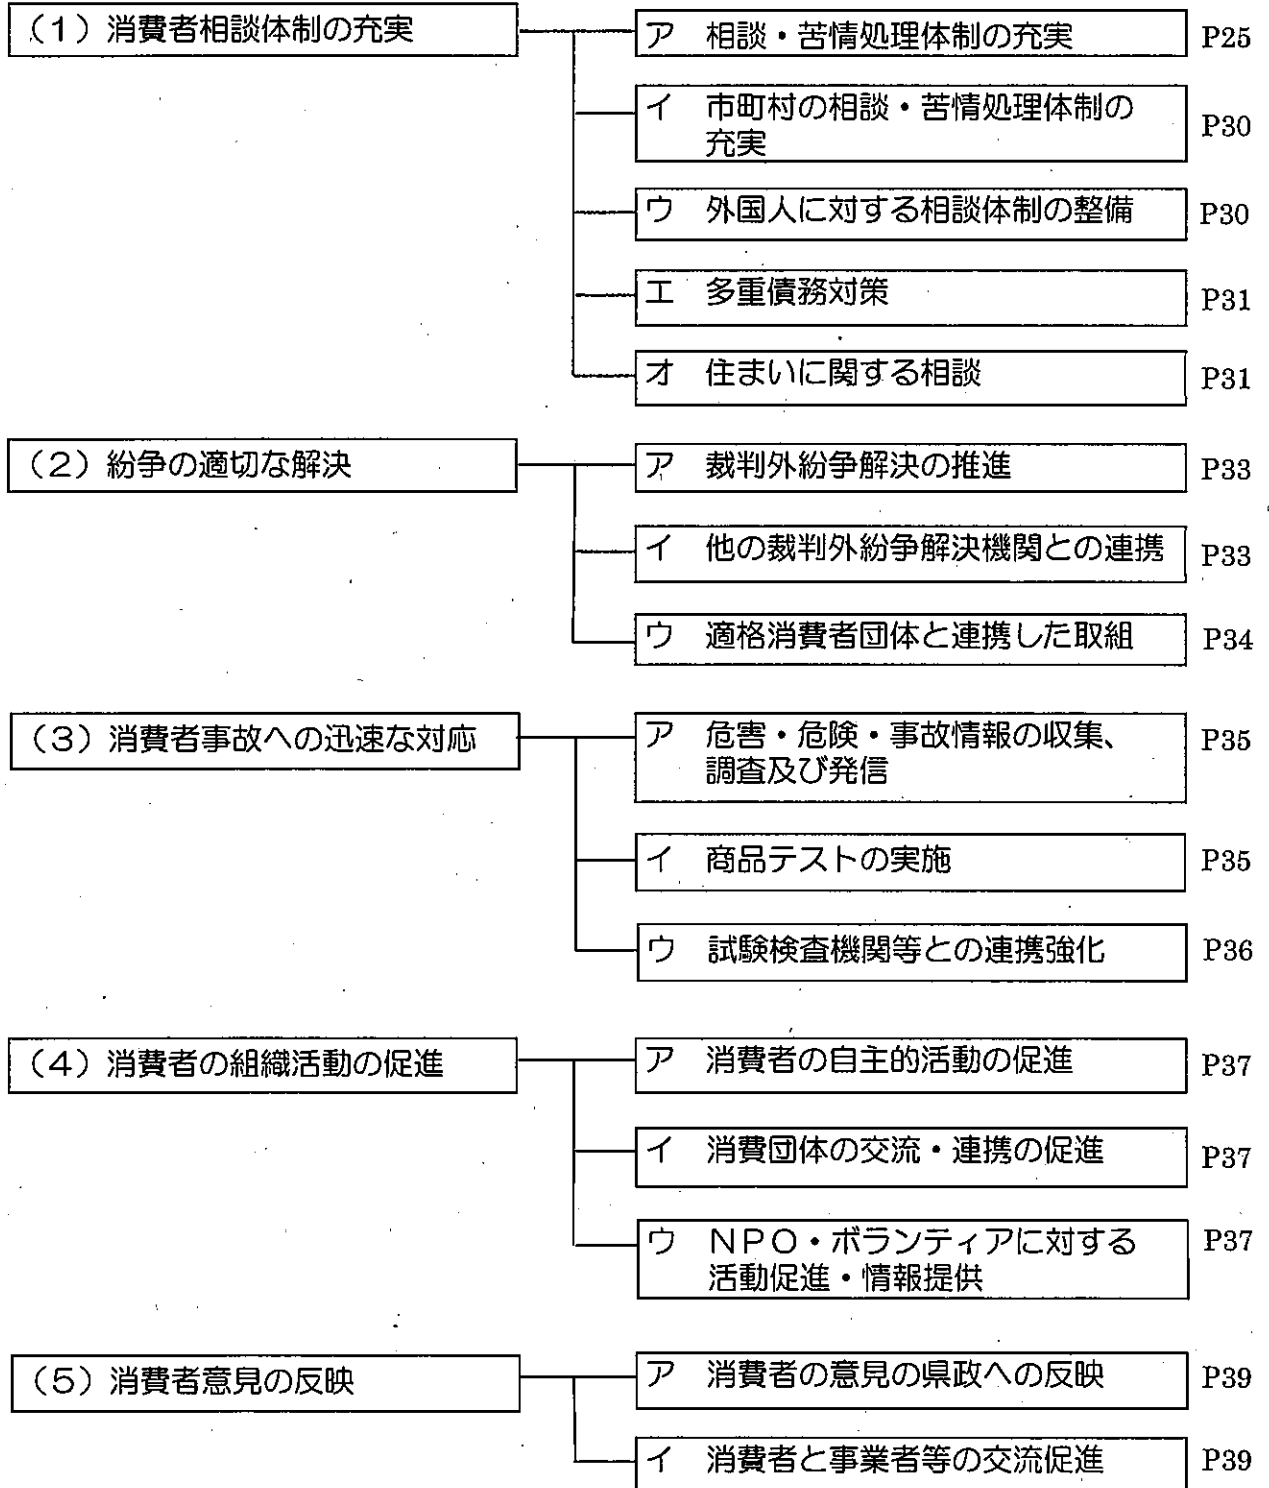 （１）消費者相談体制の充実
ア　相談・苦情処理体制の充実 P25
イ　市町村の相談・苦情処理体制の
充実 P30
ウ　外国人に対する相談体制の整備 P30
エ　多重債務対策 P31
オ　住まいに関する相談 P31
（２）紛争の適切な解決
ア　裁判外紛争解決の推進 P33
イ　他の裁判外紛争解決機関との連携 P33
ウ　適格消費者団体と連携した取組 P34
（３）消費者事故への迅速な対応
ア　危害・危険・事故情報の収集、 P35
調査及び発信
イ　商品テストの実施 P35
ウ　試験検査機関等との連携強化 P36
（４）消費者の組織活動の促進
ア　消費者の自主的活動の促進 P37
イ　消費団体の交流・連携の促進 P37
ウ　ＮＰＯ・ボランティアに対する P37
活動促進・情報提供
（５）消費者意見の反映
ア　消費者の意見の県政への反映 P39
イ　消費者と事業者等の交流促進 P39